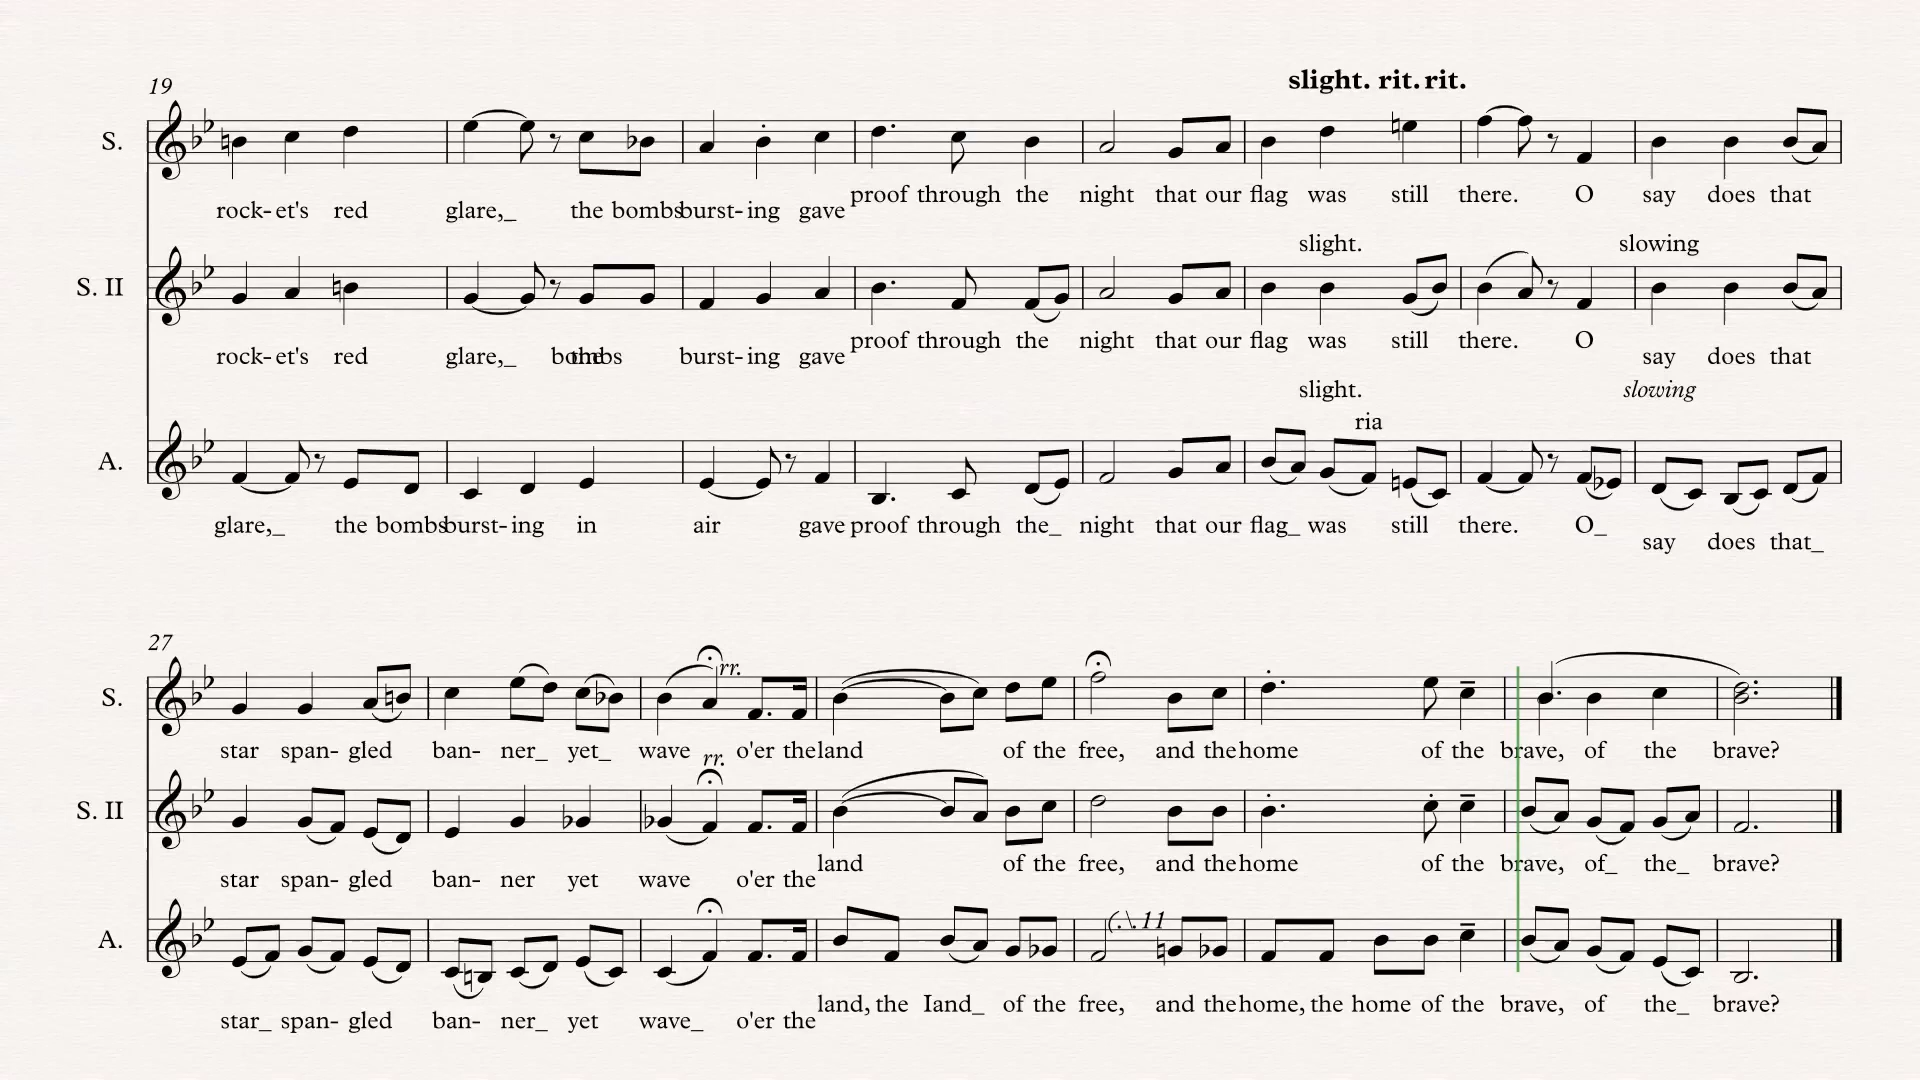 slight. rit. rit.
19
S.
proof through the night that our flag was still there. O say does that
rock- et's red glare,_ the bombs burst- ing gave
slight. slowing
S. II
proof through the night that our flag was still there. O
rock- et's red glare,_ bombs the burst- ing gave say does that
slight. slowing
ria
A.
glare,_ the bombs burst- ing in air gave proof through the_ night that our flag_ was still there. O_
say does that_
27
rr.
S.
star span- gled ban- ner_ yet_ wave o'er the land of the free, and the home of the brave, of the brave?
rr.
S. II
land of the free, and the home of the brave, of_ the_ brave?
star span- gled ban- ner yet wave o'er the
(.\.11
A.
land, the Iand_ of the free, and the home, the home of the brave, of the_ brave?
star_ span- gled ban- ner_ yet wave_ o'er the